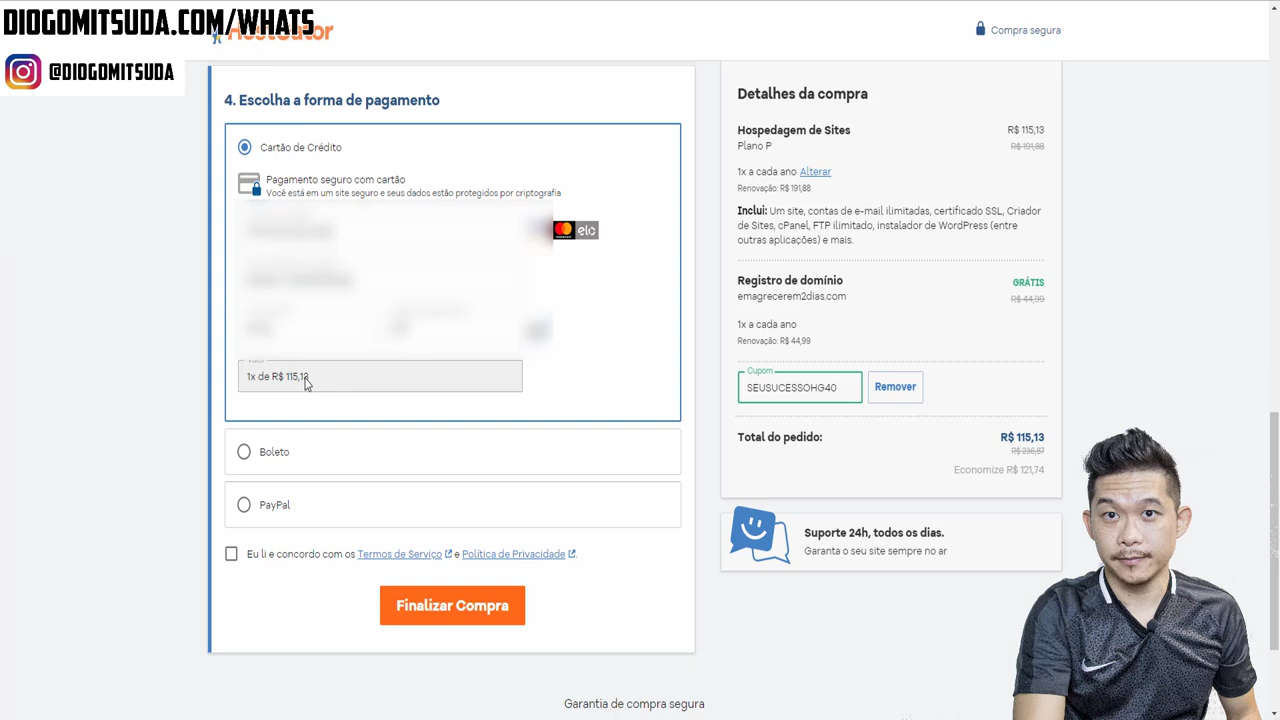 DIOGOMITSUDA.COM/WHATS
@DIOGOMITSUDA
Compra segura
4. Escolha a forma de pagamento
Cartão de Crédito
Pagamento seguro com cartão
Você está em um site seguro e seus dados estão protegidos por criptografia
elo
1x de R$ 115,13
Boleto
PayPal
Eu li e concordo com os Termos de Serviço e Política de Privacidade.
Finalizar Compra
Detalhes da compra
Hospedagem de Sites R$ 115,13
Plano P R$ 191,88
1x a cada ano Alterar
Renovação: R$ 191,88
Inclui: Um site, contas de e-mail ilimitadas, certificado SSL, Criador
de Sites, cPanel, FTP ilimitado, instalador de WordPress (entre
outras aplicações) e mais.
Registro de domínio GRÁTIS
emagrecerem2dias.com R$ 44,99
1x a cada ano
Renovação: R$ 44,99
Cupom
SEUSUCESSOHG40 Remover
Total do pedido: R$ 115,13
R$ 236,87
Economize R$ 121,74
Suporte 24h, todos os dias.
Garanta o seu site sempre no ar
Garantia de compra segura